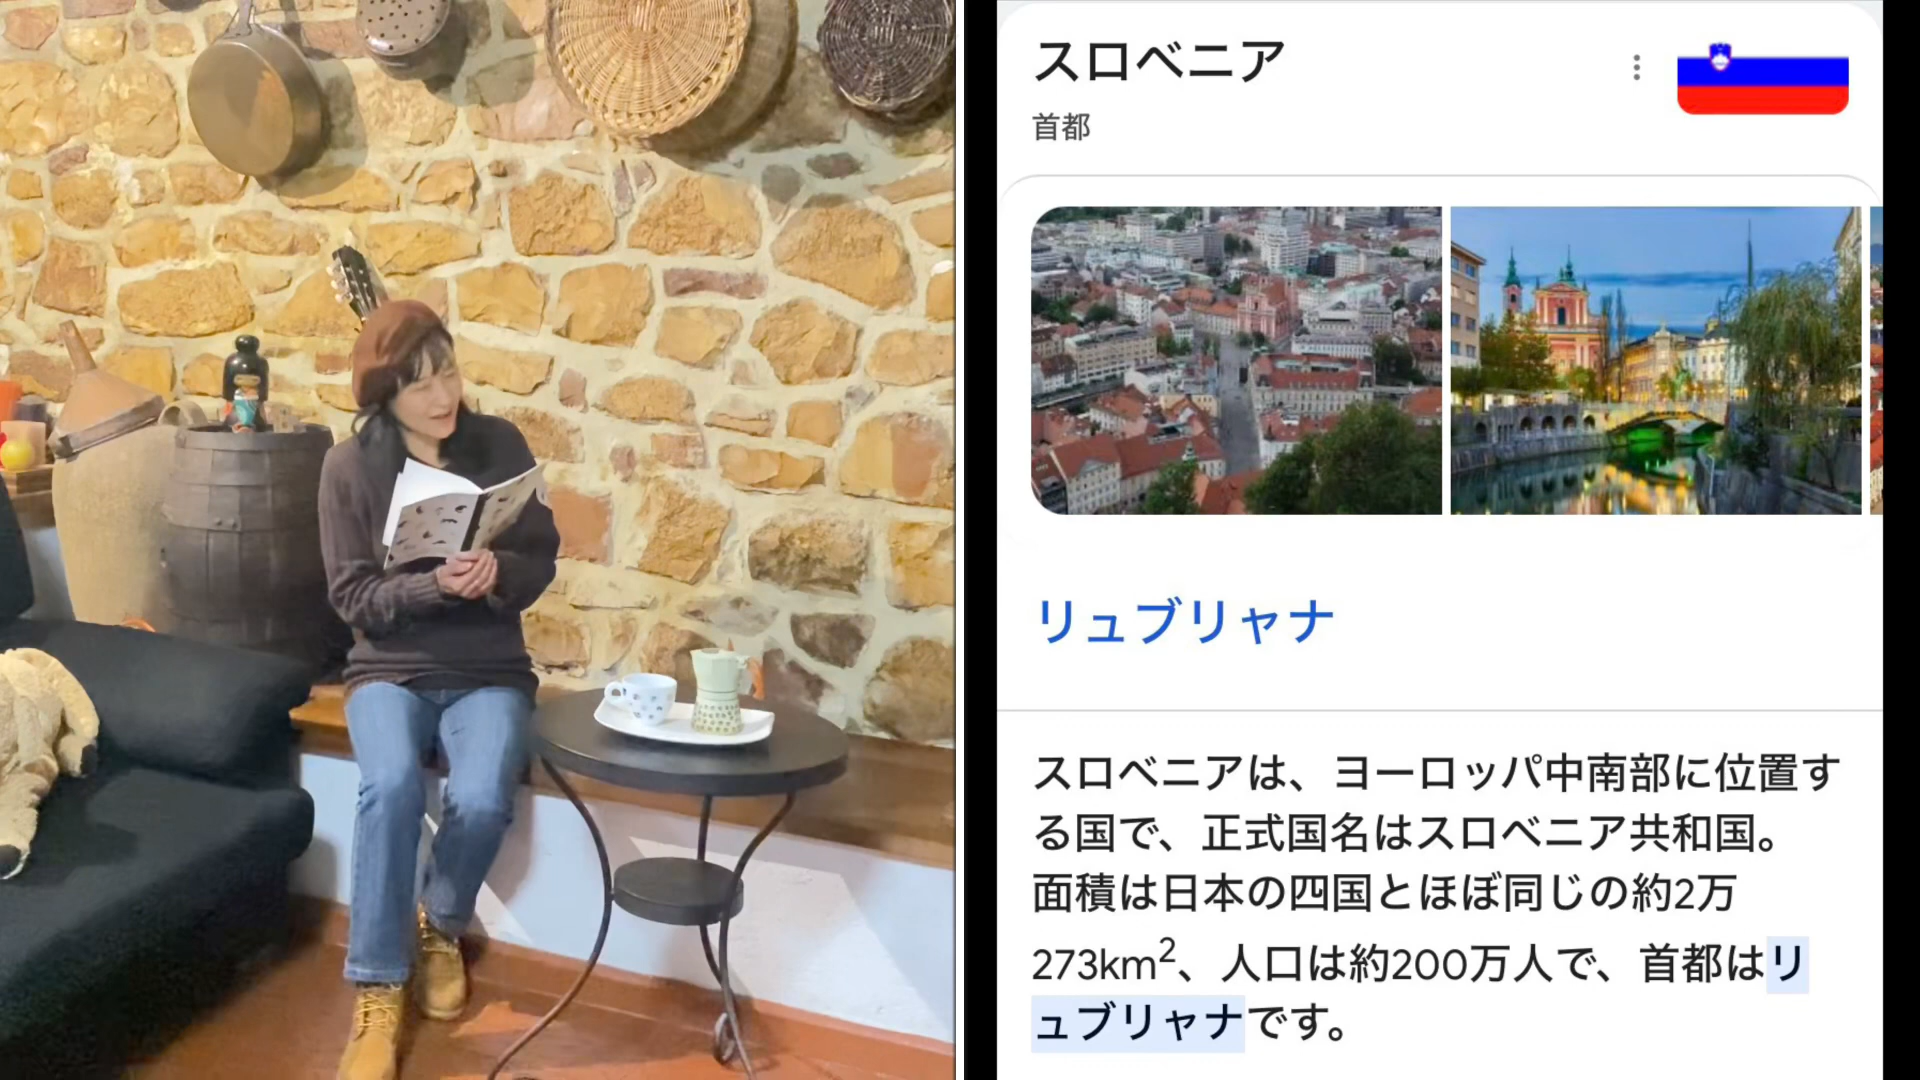 スロベニア
首都
リュブリャナ
スロベニアは、ヨーロッパ中南部に位置す
る国で、正式国名はスロベニア共和国。
面積は日本の四国とほぼ同じの約2万
273km²、人口は約200万人で、首都はリ
ュブリャナです。